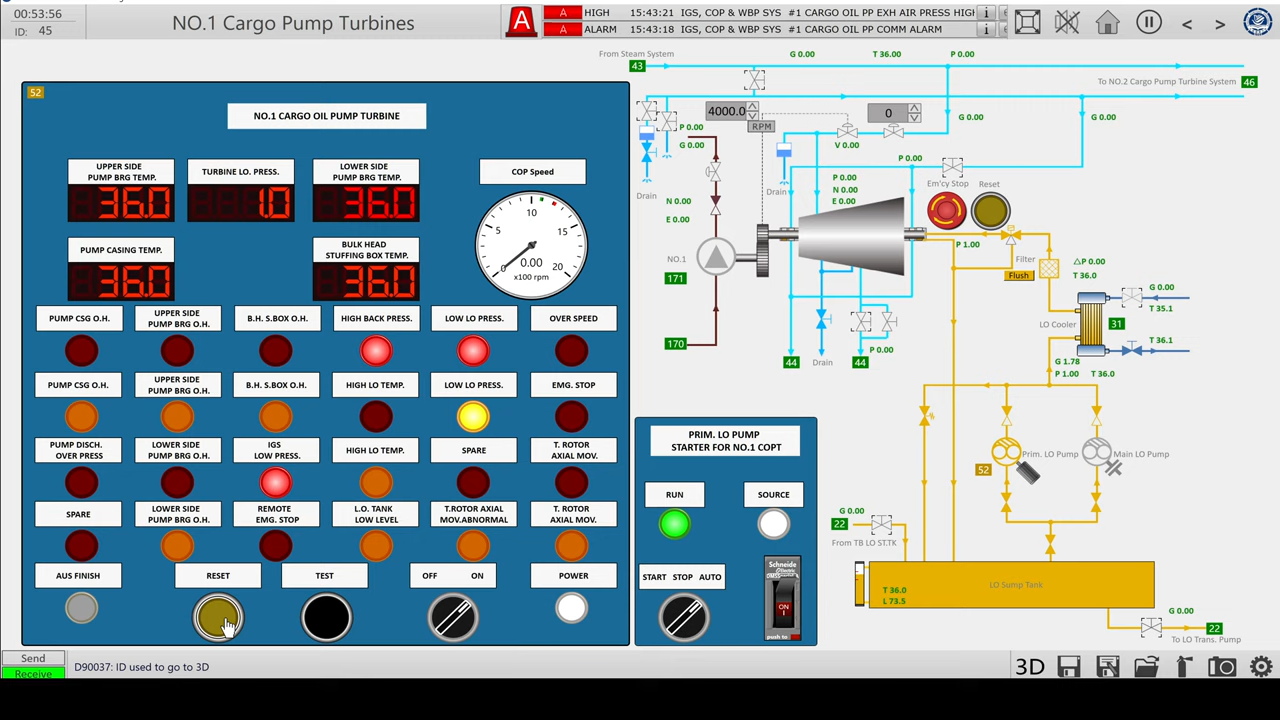 00:53:56
ID: 45
NO.1 Cargo Pump Turbines
A
A HIGH 15:43:21 IGS, COP & WBP SYS #1 CARGO OIL PP EXH AIR PRESS HIGH
A ALARM 15:43:18 IGS, COP & WBP SYS #1 CARGO OIL PP COMM ALARM
52
NO.1 CARGO OIL PUMP TURBINE
UPPER SIDE
PUMP BRG TEMP.
36.0
TURBINE LO. PRESS.
1.0
LOWER SIDE
PUMP BRG TEMP.
36.0
COP Speed
5
10
15
0
20
0.00
x100 rpm
PUMP CASING TEMP.
36.0
BULK HEAD
STUFFING BOX TEMP.
36.0
PUMP CSG O.H.
UPPER SIDE
PUMP BRG O.H.
B.H. S.BOX O.H.
HIGH BACK PRESS.
LOW LO PRESS.
OVER SPEED
PUMP CSG O.H.
UPPER SIDE
PUMP BRG O.H.
B.H. S.BOX O.H.
HIGH LO TEMP.
LOW LO PRESS.
EMG. STOP
PUMP DISCH.
OVER PRESS
LOWER SIDE
PUMP BRG O.H.
IGS
LOW PRESS.
HIGH LO TEMP.
SPARE
T. ROTOR
AXIAL MOV.
SPARE
LOWER SIDE
PUMP BRG O.H.
REMOTE
EMG. STOP
L.O. TANK
LOW LEVEL
T.ROTOR AXIAL
MOV.ABNORMAL
T. ROTOR
AXIAL MOV.
AUS FINISH
RESET
TEST
OFF ON
POWER
From Steam System
43
G 0.00
T 36.00
P 0.00
To NO.2 Cargo Pump Turbine System
46
4000.0
RPM
0
G 0.00
G 0.00
P 0.00
G 0.00
V 0.00
P 0.00
Drain
Drain
Em'cy Stop
Reset
N 0.00
E 0.00
P 0.00
N 0.00
E 0.00
P 1.00
NO.1
171
Filter
Flush
△P 0.00
T 36.0
G 0.00
T 35.1
LO Cooler
31
170
44
Drain
44
P 0.00
T 36.1
G 1.78
P 1.00 T 36.0
PRIM. LO PUMP
STARTER FOR NO.1 COPT
RUN
SOURCE
START STOP AUTO
Schneider
ON
I
push to
52
Prim. LO Pump
Main LO Pump
G 0.00
22
From TB LO ST.TK
T 36.0
L 73.5
LO Sump Tank
G 0.00
22
To LO Trans. Pump
Send
Receive
D90037: ID used to go to 3D
3D